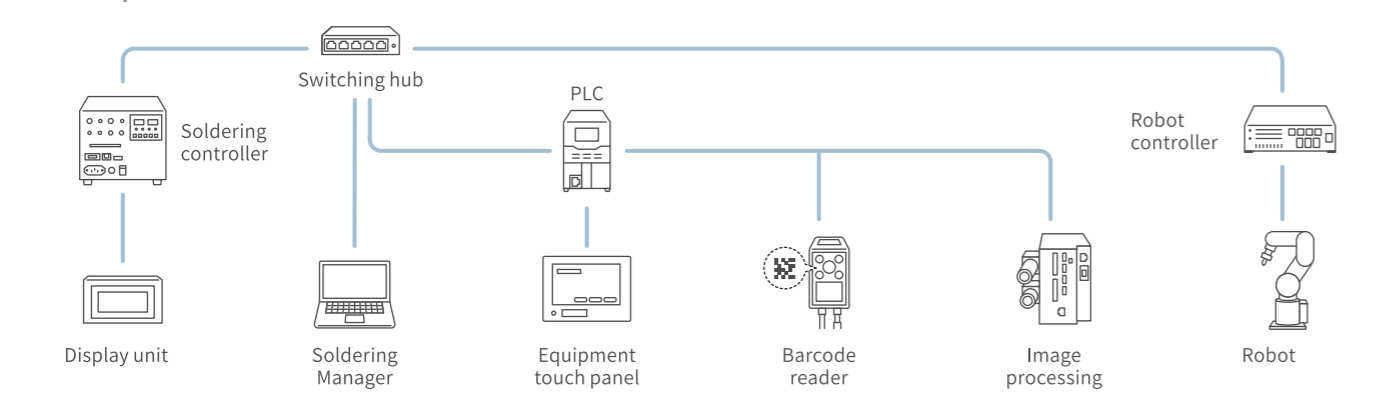 Switching hub
PLC
Soldering
controller
Robot
controller
Display unit
Soldering
Manager
Equipment
touch panel
Barcode
reader
Image
processing
Robot